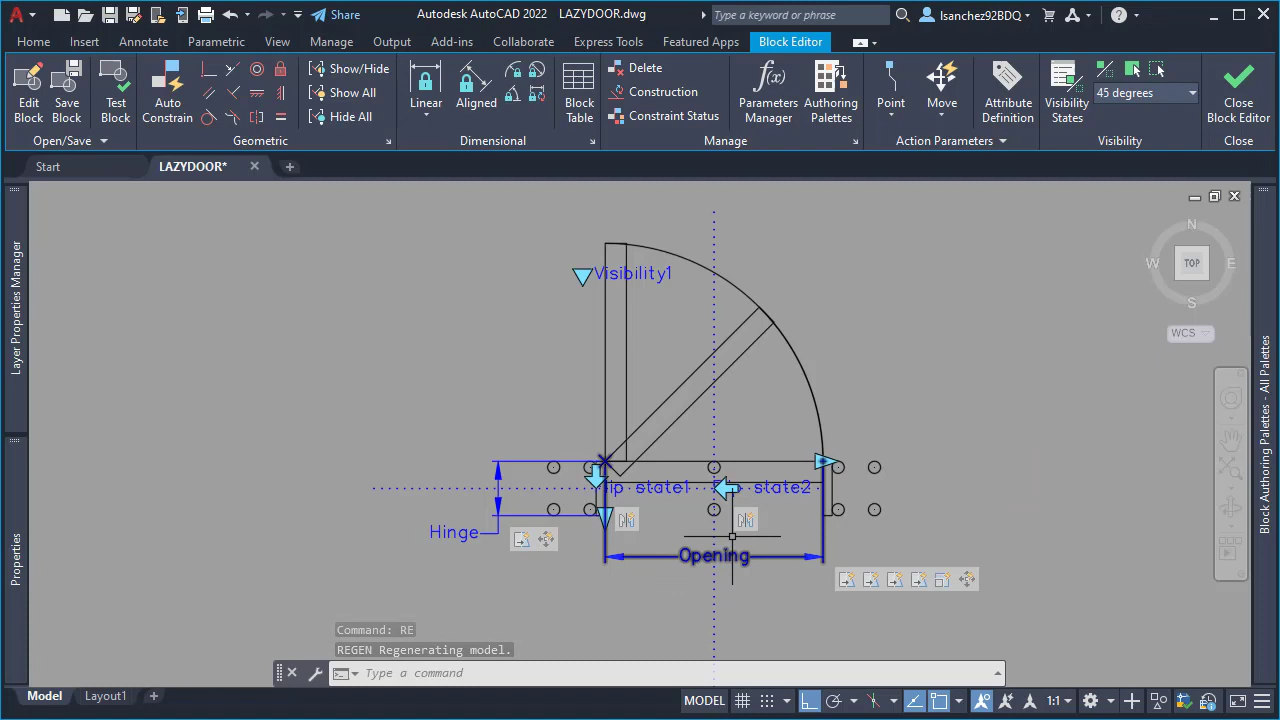 Share
Autodesk AutoCAD 2022 LAZYDOOR.dwg
Type a keyword or phrase
lsanchez92BDQ
Home
Insert
Annotate
Parametric
View
Manage
Output
Add-ins
Collaborate
Express Tools
Featured Apps
Block Editor
Edit
Block
Save
Block
Test
Block
Open/Save
Auto
Constrain
Show/Hide
Show All
Hide All
Geometric
Linear
Aligned
Block
Table
Dimensional
Delete
Construction
Constraint Status
Parameters
Manager
Authoring
Palettes
Manage
Point
Move
Attribute
Definition
Action Parameters
Visibility
States
45 degrees
Visibility
Close
Block Editor
Close
Start
LAZYDOOR*
Layer Properties Manager
Properties
Block Authoring Palettes - All Palettes
N
W
TOP
E
S
WCS
Visibility1
state1
state2
Hinge
Opening
Command: RE
REGEN Regenerating model.
Type a command
Model
Layout1
MODEL
1:1